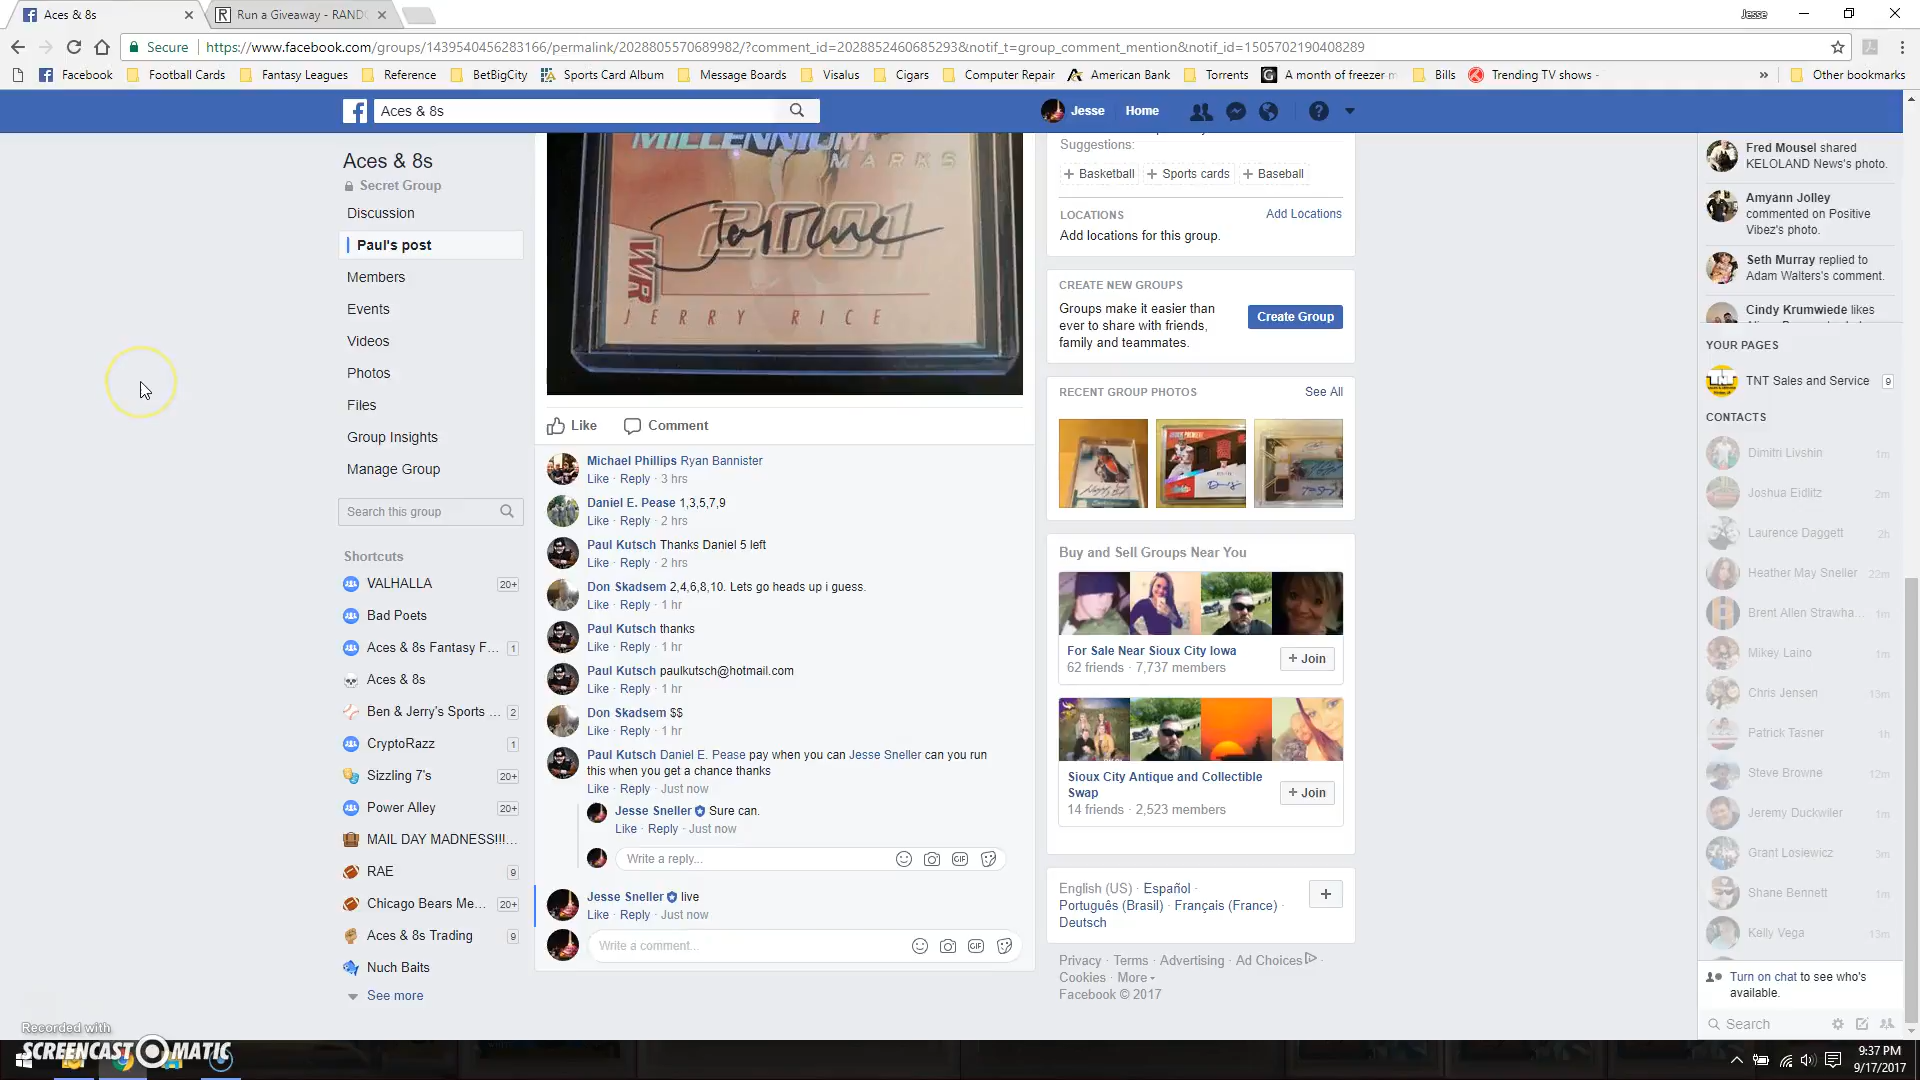 Aces & 8s
Run a Giveaway - RAND
Jesse
Secure
https://www.facebook.com/groups/1439540456283166/permalink/2028805570689982/?comment_id=2028852460685293&notif_t=group_comment_mention&notif_id=1505702190408289
Facebook Football Cards Fantasy Leagues Reference BetBigCity Sports Card Album Message Boards Visalus Cigars Computer Repair American Bank Torrents A month of freezer Bills Trending TV shows - » Other bookmarks
Aces & 8s
Jesse Home
Aces & 8s
Secret Group
Discussion
Paul's post
Members
Events
Videos
Photos
Files
Group Insights
Manage Group
Search this group
Shortcuts
VALHALLA 20+
Bad Poets
Aces & 8s Fantasy F... 1
Aces & 8s
Ben & Jerry's Sports ... 2
CryptoRazz 1
Sizzling 7's 20+
Power Alley 20+
MAIL DAY MADNESS!!!...
RAE 9
Chicago Bears Me... 20+
Aces & 8s Trading 9
Nuch Baits
See more
MILLENNIUM
MARKS
2001
JERRY RICE
Like Comment
Michael Phillips Ryan Bannister
Like · Reply · 3 hrs
Daniel E. Pease 1,3,5,7,9
Like · Reply · 2 hrs
Paul Kutsch Thanks Daniel 5 left
Like · Reply · 2 hrs
Don Skadsem 2,4,6,8,10. Lets go heads up i guess.
Like · Reply · 1 hr
Paul Kutsch thanks
Like · Reply · 1 hr
Paul Kutsch paulkutsch@hotmail.com
Like · Reply · 1 hr
Don Skadsem $$
Like · Reply · 1 hr
Paul Kutsch Daniel E. Pease pay when you can Jesse Sneller can you run
this when you get a chance thanks
Like · Reply · Just now
Jesse Sneller Sure can.
Like · Reply · Just now
Write a reply...
Jesse Sneller live
Like · Reply · Just now
Write a comment...
Suggestions:
+ Basketball + Sports cards + Baseball
LOCATIONS Add Locations
Add locations for this group.
CREATE NEW GROUPS
Groups make it easier than
ever to share with friends,
family and teammates.
Create Group
RECENT GROUP PHOTOS See All
Buy and Sell Groups Near You
For Sale Near Sioux City Iowa
62 friends · 7,737 members
+ Join
Sioux City Antique and Collectible
Swap
14 friends · 2,523 members
+ Join
English (US) · Español ·
Português (Brasil) · Français (France) ·
Deutsch
Privacy · Terms · Advertising · Ad Choices ·
Cookies · More
Facebook © 2017
Fred Mousel shared
KELOLAND News's photo.
Amyann Jolley
commented on Positive
Vibez's photo.
Seth Murray replied to
Adam Walters's comment.
Cindy Krumwiede likes
YOUR PAGES
TNT Sales and Service 9
CONTACTS
Dimitri Livshin 1m
Joshua Eidlitz 2m
Laurence Daggett 2h
Heather May Sneller 22m
Brent Allen Strawha... 1m
Mikey Laino 1m
Chris Jensen 13m
Patrick Tasner 1h
Steve Browne 12m
Jeremy Duckwiler 1m
Grant Losiewicz 3m
Shane Bennett 1m
Kelly Vega 13m
Turn on chat to see who's
available.
Search
Recorded with
SCREENCAST MATIC
9:37 PM
9/17/2017